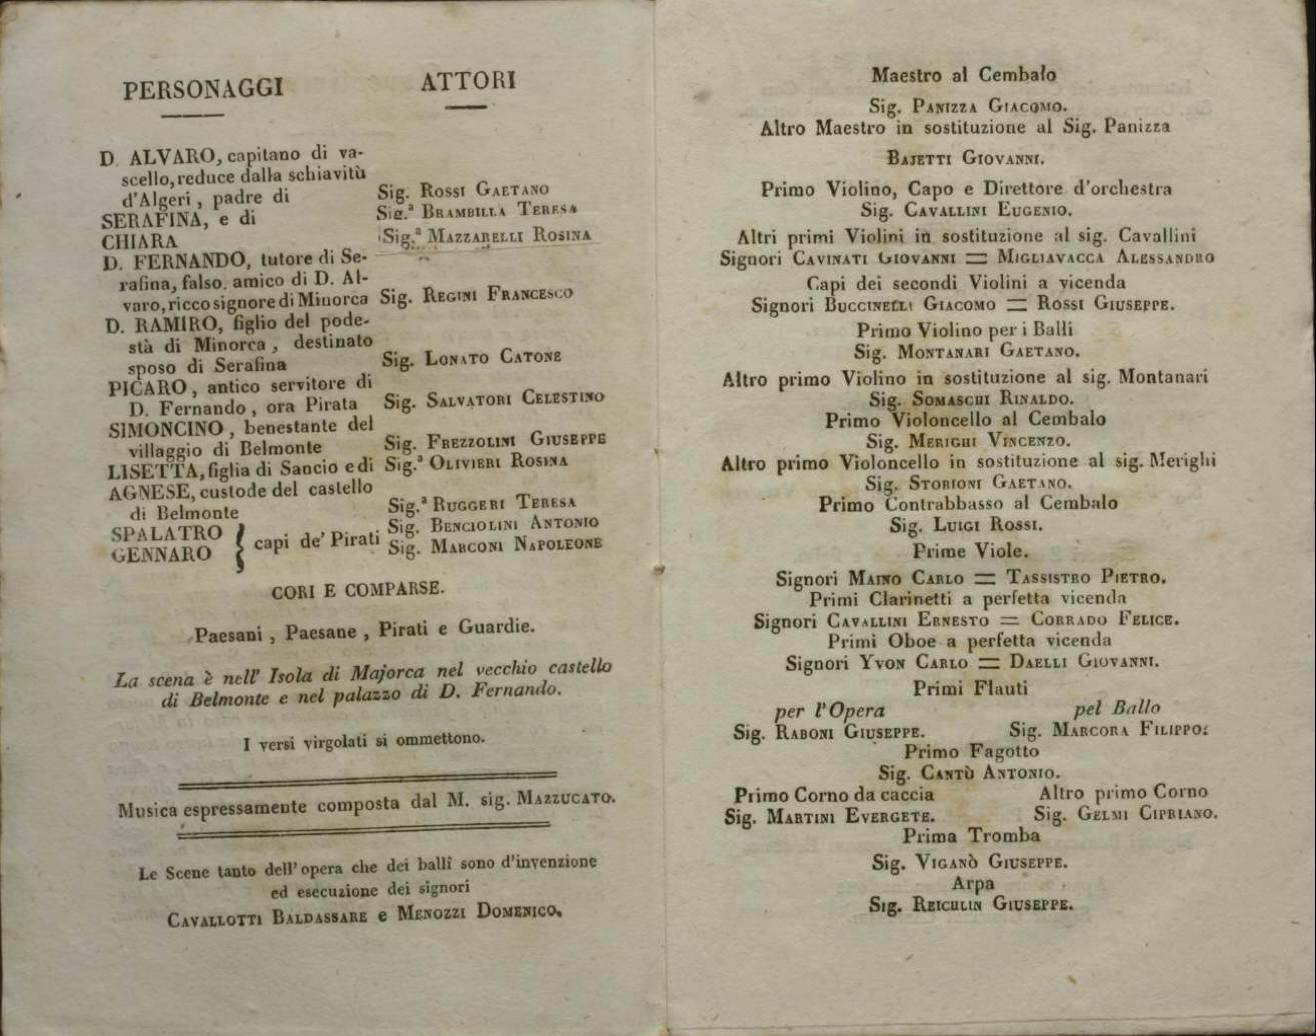 PERSONAGGI ATTORI
D. ALVARO, capitano di va-
scello, reduce dalla schiavitù
d'Algeri, padre di Sig. ROSSI GAETANO
SERAFINA, e di Sig.ª BRAMBILLA TERESA
CHIARA Sig.ª MAZZARELLI ROSINA
D. FERNANDO, tutore di Se-
rafina, falso amico di D. Al-
varo, ricco signore di Minorca Sig. REGINI FRANCESCO
D. RAMIRO, figlio del pode-
stà di Minorca, destinato
sposo di Serafina Sig. LONATO CATONE
PICARO, antico servitore di
D. Fernando, ora Pirata Sig. SALVATORI CELESTINO
SIMONCINO, benestante del
villaggio di Belmonte Sig. FREZZOLINI GIUSEPPE
LISETTA, figlia di Sancio e di Sig.ª OLIVIERI ROSINA
AGNESE, custode del castello
di Belmonte Sig.ª RUGGERI TERESA
SPALATRO Sig. BENCIOLINI ANTONIO
GENNARO } capi de' Pirati Sig. MARCONI NAPOLEONE
CORI E COMPARSE.
Paesani, Paesane, Pirati e Guardie.
La scena è nell' Isola di Majorca nel vecchio castello
di Belmonte e nel palazzo di D. Fernando.
I versi virgolati si ommettono.
Musica espressamente composta dal M. sig. MAZZUCATO.
Le Scene tanto dell' opera che dei balli sono d'invenzione
ed esecuzione dei signori
CAVALLOTTI BALDASSARE e MENOZZI DOMENICO.
Maestro al Cembalo
Sig. PANIZZA GIACOMO.
Altro Maestro in sostituzione al Sig. Panizza
BAJETTI GIOVANNI.
Primo Violino, Capo e Direttore d'orchestra
Sig. CAVALLINI EUGENIO.
Altri primi Violini in sostituzione al sig. Cavallini
Signori CAVINATI GIOVANNI = MIGLIAVACCA ALESSANDRO
Capi dei secondi Violini a vicenda
Signori BUCCINELLI GIACOMO = ROSSI GIUSEPPE.
Primo Violino per i Balli
Sig. MONTANARI GAETANO.
Altro primo Violino in sostituzione al sig. Montanari
Sig. SOMASCHI RINALDO.
Primo Violoncello al Cembalo
Sig. MERIGHI VINCENZO.
Altro primo Violoncello in sostituzione al sig. Merighi
Sig. STORIONI GAETANO.
Primo Contrabbasso al Cembalo
Sig. LUIGI ROSSI.
Prime Viole.
Signori MAINO CARLO = TASSISTRO PIETRO.
Primi Clarinetti a perfetta vicenda
Signori CAVALLINI ERNESTO = CORRADO FELICE.
Primi Oboe a perfetta vicenda
Signori YVON CARLO = DAELLI GIOVANNI.
Primi Flauti
per l'Opera pel Ballo
Sig. RABONI GIUSEPPE. Sig. MARCORA FILIPPO.
Primo Fagotto
Sig. CANTÙ ANTONIO.
Primo Corno da caccia Altro primo Corno
Sig. MARTINI EVERGETE. Sig. GELMI CIPRIANO.
Prima Tromba
Sig. VIGANÒ GIUSEPPE.
Arpa
Sig. REICHLIN GIUSEPPE.